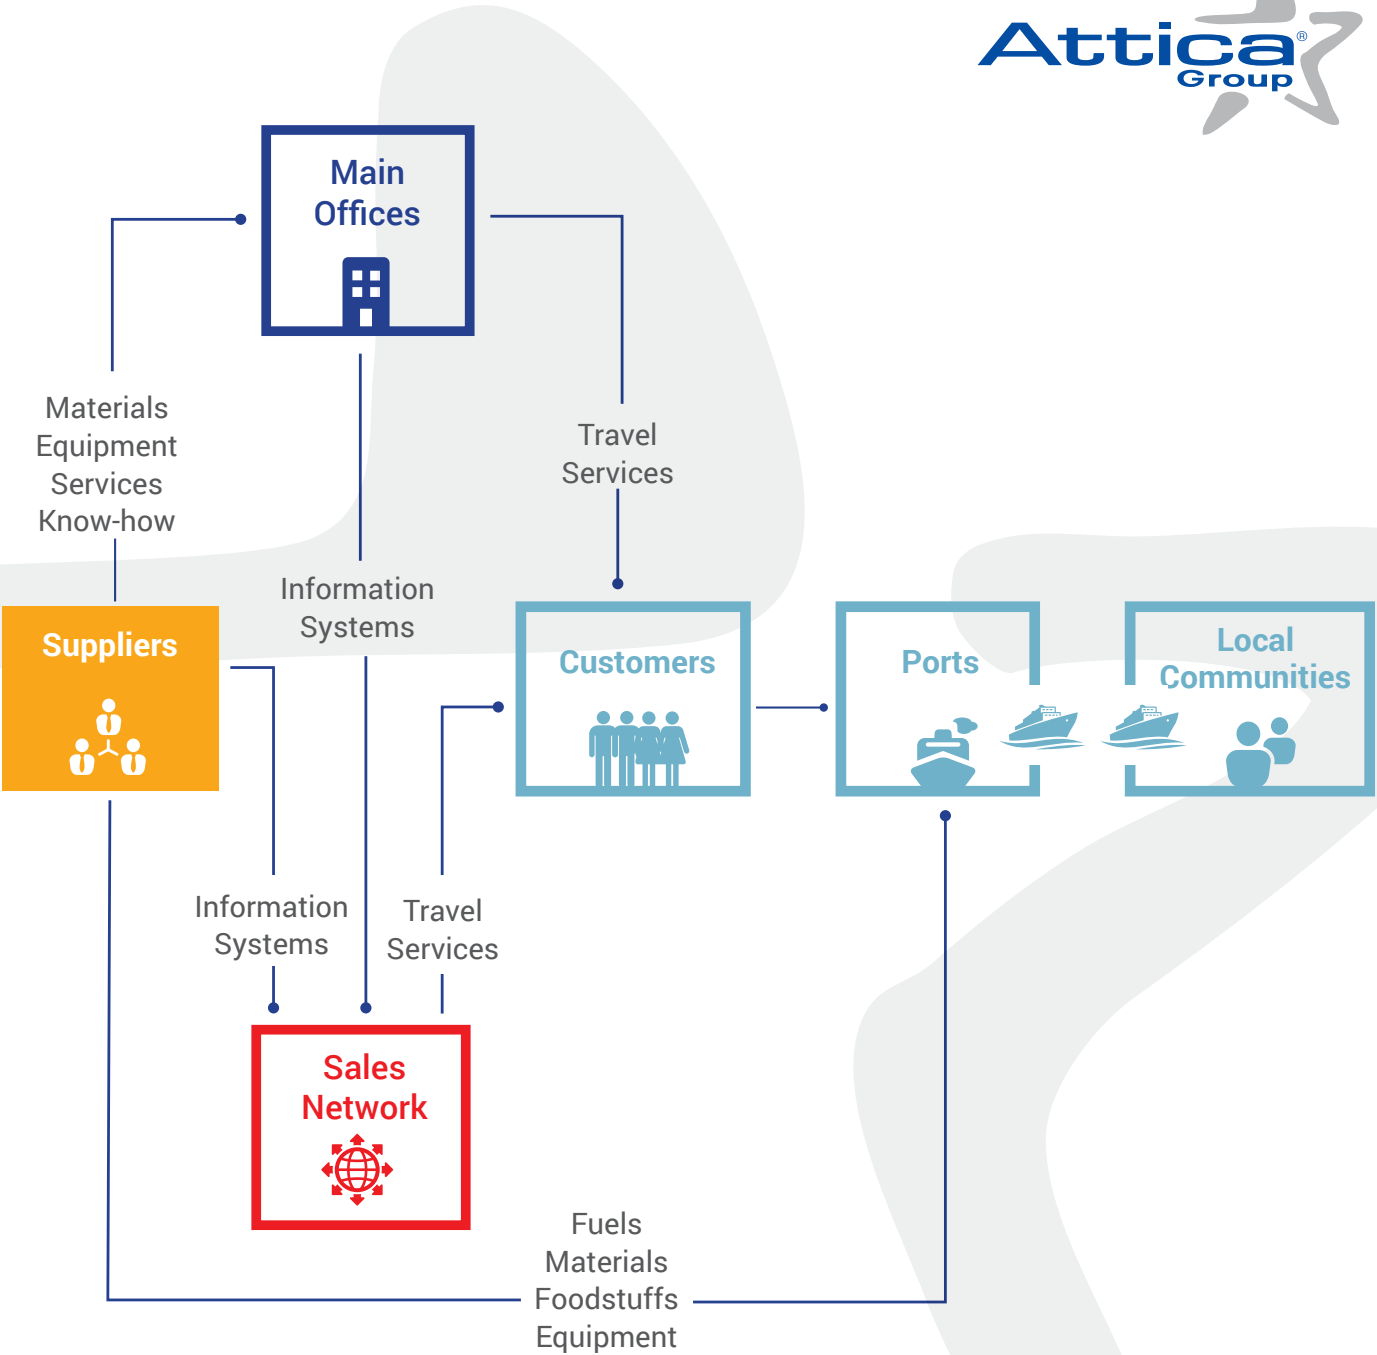 Attica®
Group
Main
Offices
Materials
Equipment
Services
Know-how
Travel
Services
Information
Systems
Suppliers
Customers
Ports
Local
Communities
Information
Systems
Travel
Services
Sales
Network
Fuels
Materials
Foodstuffs
Equipment